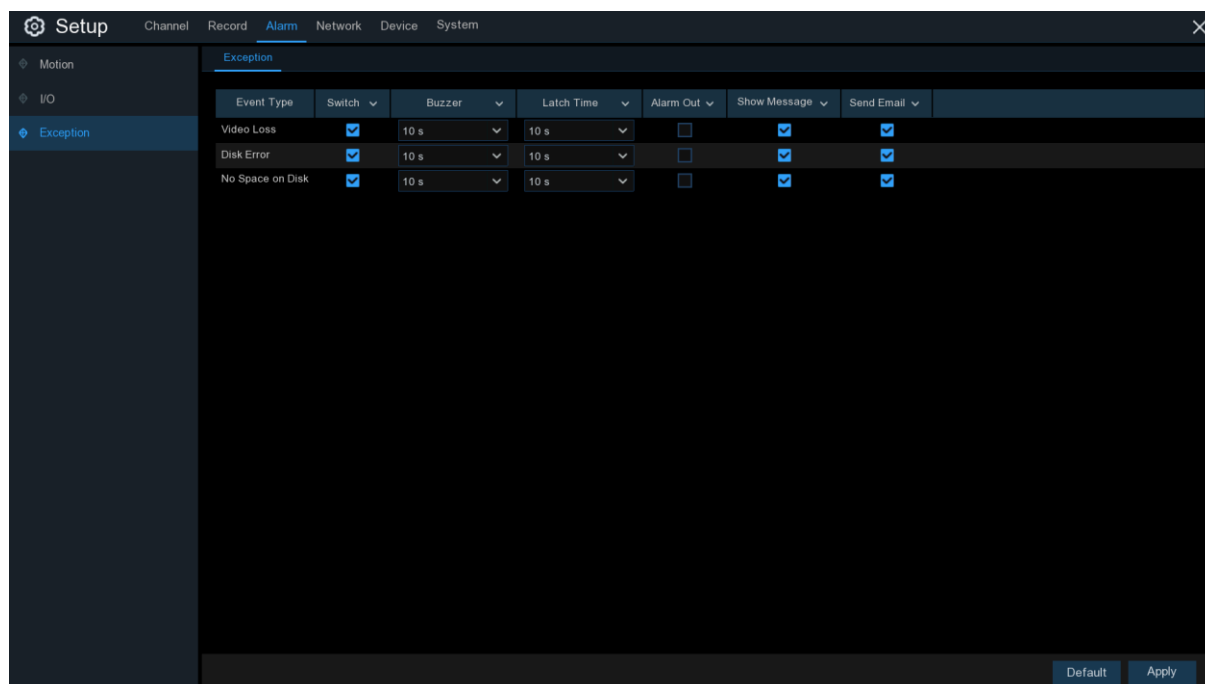 Setup Channel Record Alarm Network Device System
Motion
I/O
Exception
Exception
Event Type Switch Buzzer Latch Time Alarm Out Show Message Send Email
Video Loss 10 s 10 s
Disk Error 10 s 10 s
No Space on Disk 10 s 10 s
Default Apply